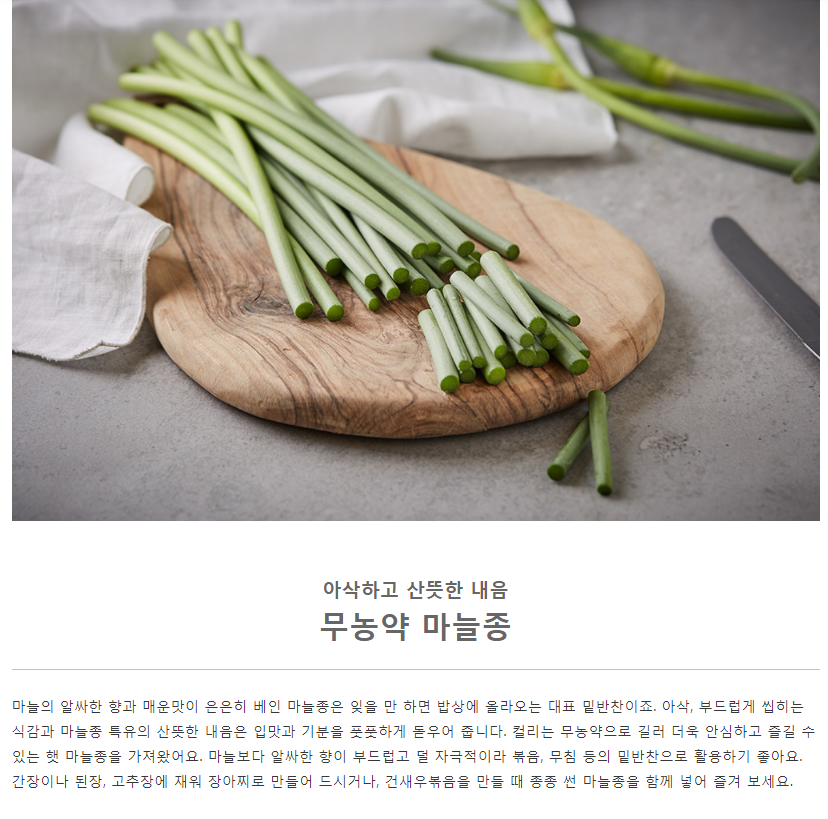 아삭하고 산뜻한 내음
무농약 마늘종
마늘의 알싸한 향과 매운맛이 은은히 베인 마늘종은 잊을 만 하면 밥상에 올라오는 대표 밑반찬이죠. 아삭, 부드럽게 씹히는
식감과 마늘종 특유의 산뜻한 내음은 입맛과 기분을 풋풋하게 돋우어 줍니다. 컬리는 무농약으로 길러 더욱 안심하고 즐길 수
있는 햇 마늘종을 가져왔어요. 마늘보다 알싸한 향이 부드럽고 덜 자극적이라 볶음, 무침 등의 밑반찬으로 활용하기 좋아요.
간장이나 된장, 고추장에 재워 장아찌로 만들어 드시거나, 건새우볶음을 만들 때 종종 썬 마늘종을 함께 넣어 즐겨 보세요.